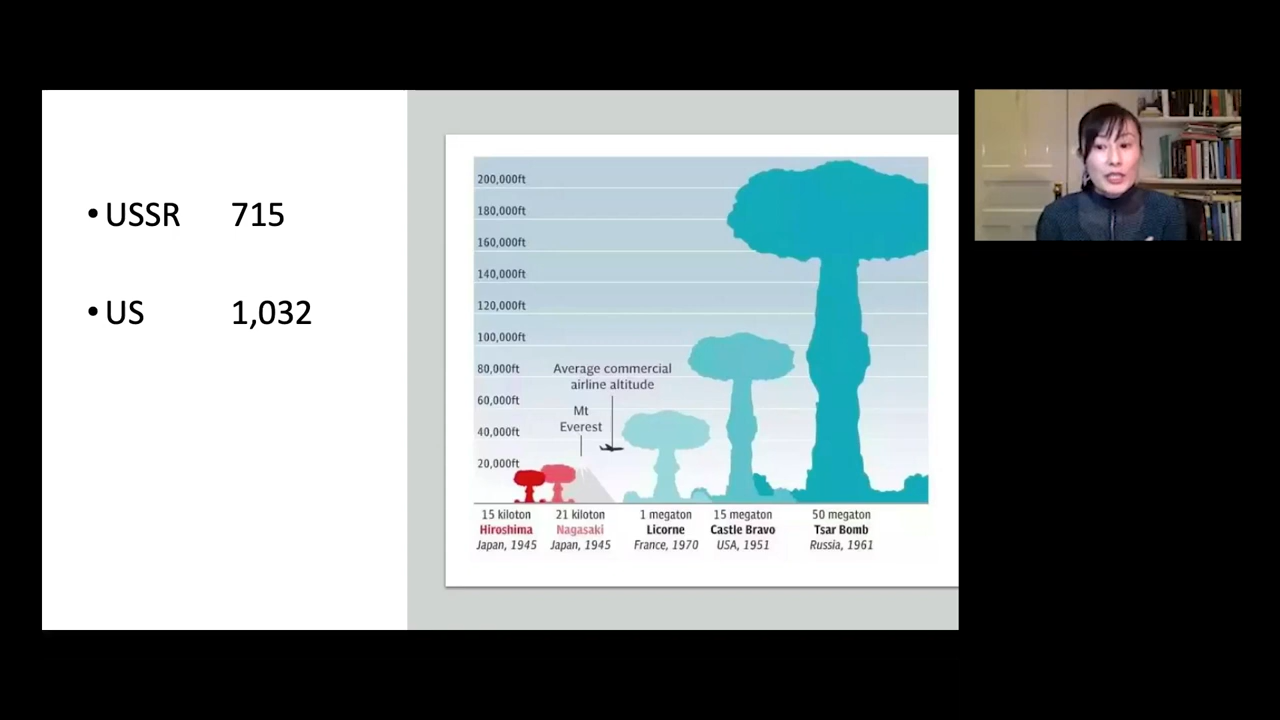 • USSR 715
• US 1,032
200,000ft
180,000ft
160,000ft
140,000ft
120,000ft
100,000ft
80,000ft
60,000ft
40,000ft
20,000ft
Average commercial
airline altitude
Mt
Everest
15 kiloton
Hiroshima
Japan, 1945
21 kiloton
Nagasaki
Japan, 1945
1 megaton
Licorne
France, 1970
15 megaton
Castle Bravo
USA, 1951
50 megaton
Tsar Bomb
Russia, 1961